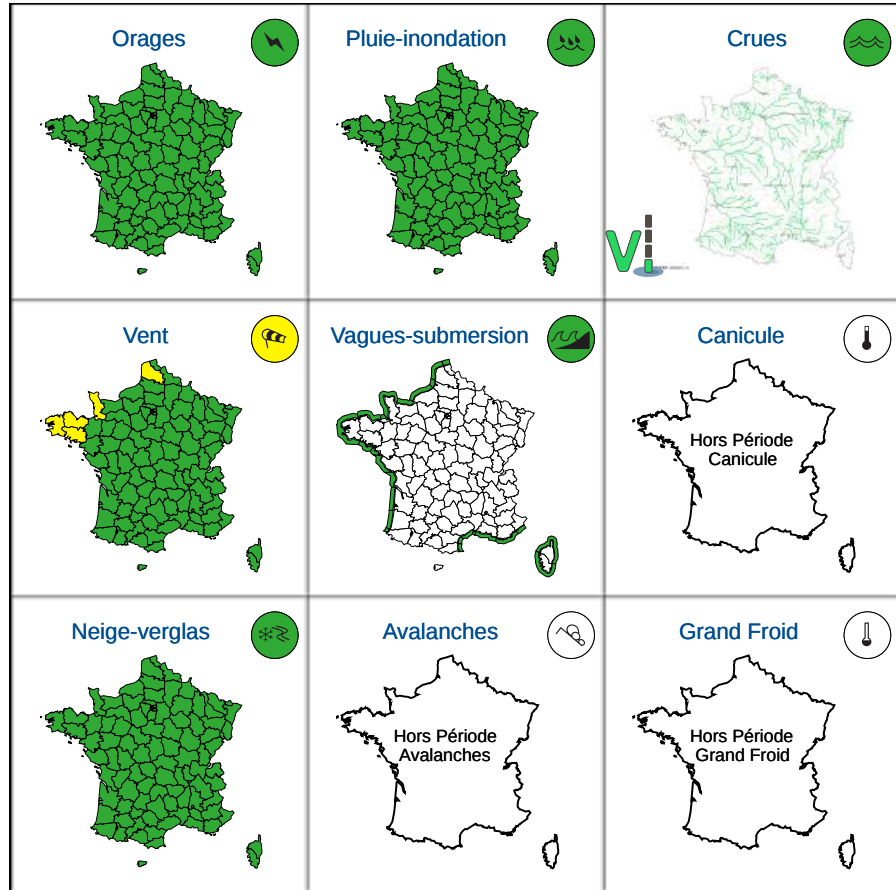 Orages
Pluie-inondation
Crues
Vent
Vagues-submersion
Canicule
Hors Période
Canicule
Neige-verglas
Avalanches
Grand Froid
Hors Période
Avalanches
Hors Période
Grand Froid